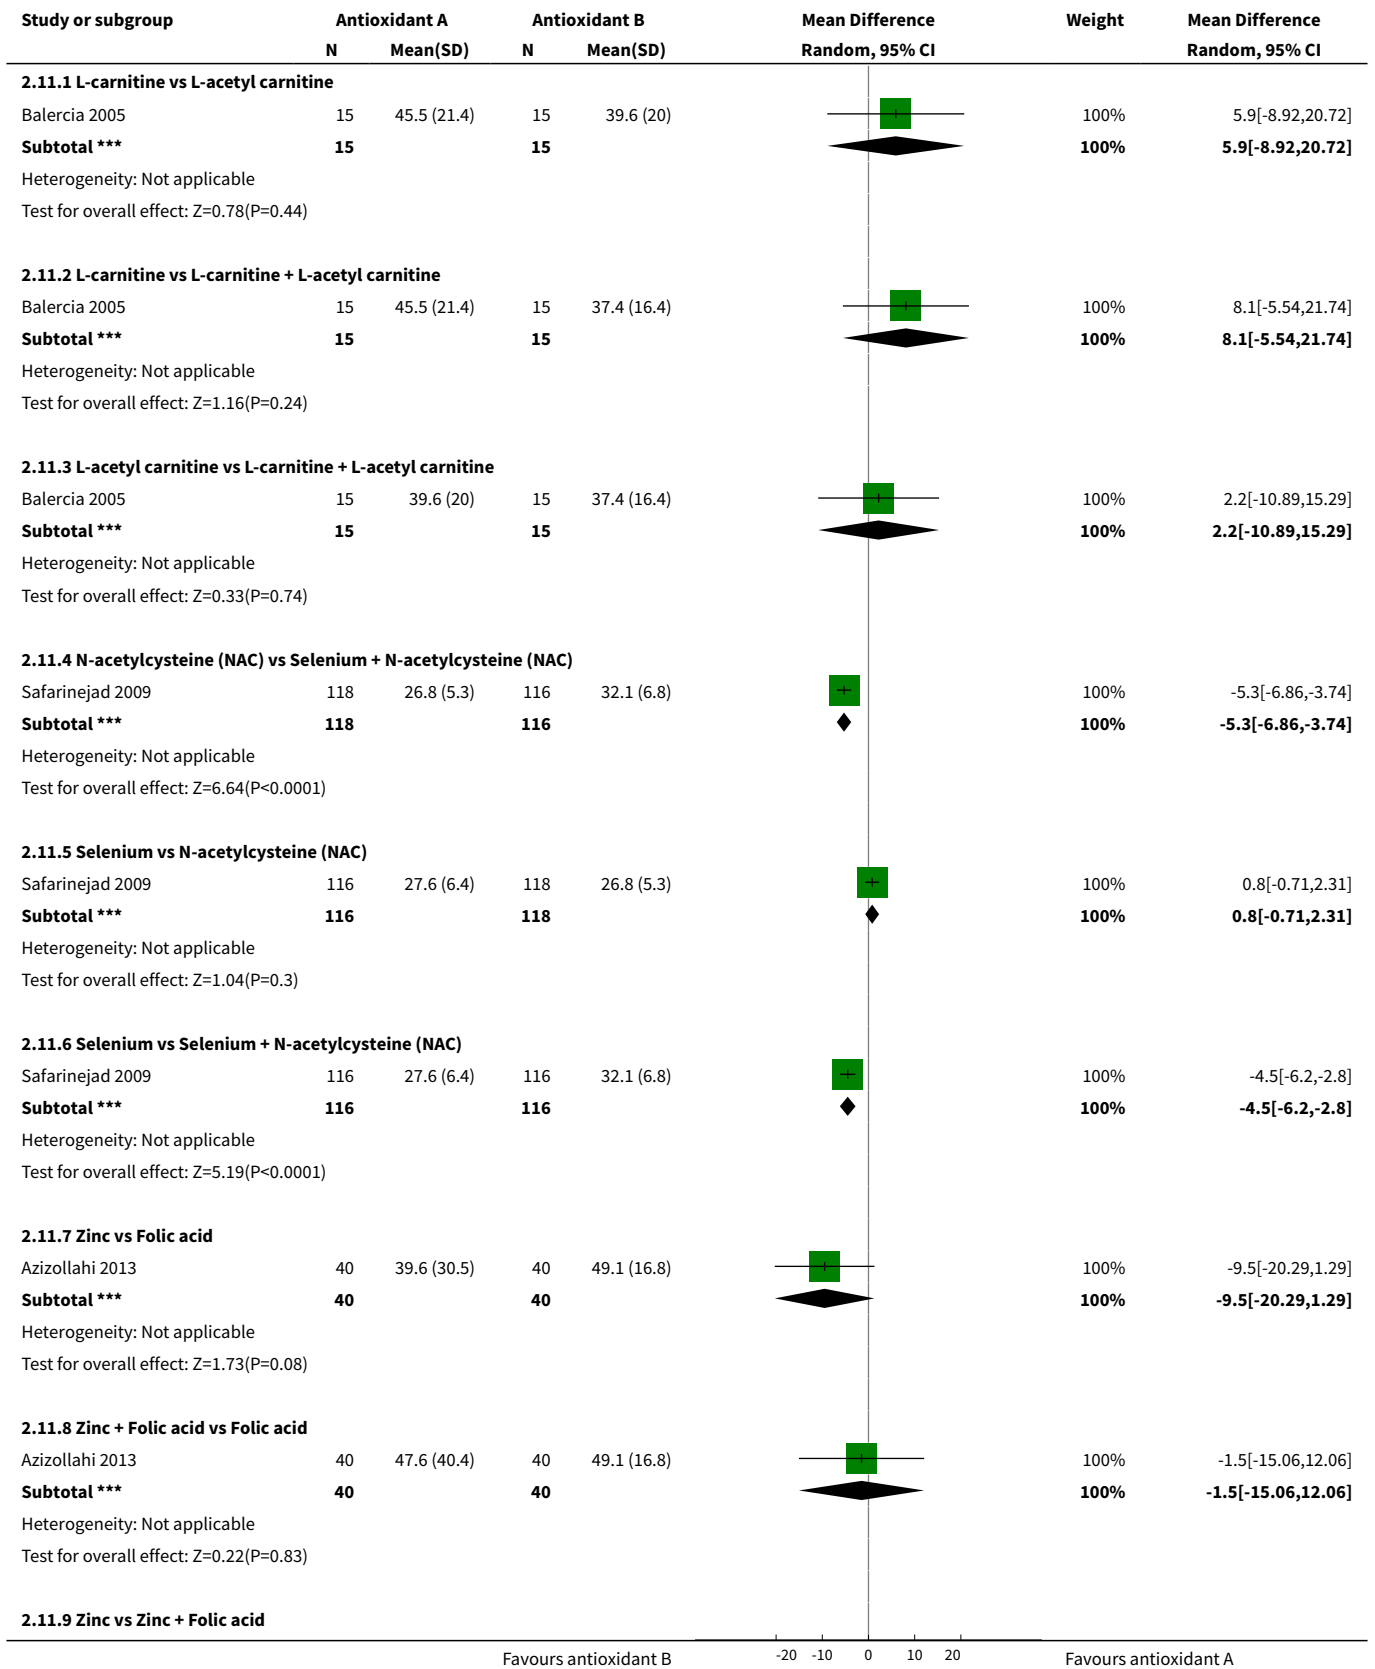 Study or subgroup Antioxidant A Antioxidant B Mean Difference Weight Mean Difference
N Mean(SD) N Mean(SD) Random, 95% CI Random, 95% CI
2.11.1 L-carnitine vs L-acetyl carnitine
Balercia 2005 15 45.5 (21.4) 15 39.6 (20) 100% 5.9[-8.92,20.72]
Subtotal *** 15 15 100% 5.9[-8.92,20.72]
Heterogeneity: Not applicable
Test for overall effect: Z=0.78(P=0.44)
2.11.2 L-carnitine vs L-carnitine + L-acetyl carnitine
Balercia 2005 15 45.5 (21.4) 15 37.4 (16.4) 100% 8.1[-5.54,21.74]
Subtotal *** 15 15 100% 8.1[-5.54,21.74]
Heterogeneity: Not applicable
Test for overall effect: Z=1.16(P=0.24)
2.11.3 L-acetyl carnitine vs L-carnitine + L-acetyl carnitine
Balercia 2005 15 39.6 (20) 15 37.4 (16.4) 100% 2.2[-10.89,15.29]
Subtotal *** 15 15 100% 2.2[-10.89,15.29]
Heterogeneity: Not applicable
Test for overall effect: Z=0.33(P=0.74)
2.11.4 N-acetylcysteine (NAC) vs Selenium + N-acetylcysteine (NAC)
Safarinejad 2009 118 26.8 (5.3) 116 32.1 (6.8) 100% -5.3[-6.86,-3.74]
Subtotal *** 118 116 100% -5.3[-6.86,-3.74]
Heterogeneity: Not applicable
Test for overall effect: Z=6.64(P<0.0001)
2.11.5 Selenium vs N-acetylcysteine (NAC)
Safarinejad 2009 116 27.6 (6.4) 118 26.8 (5.3) 100% 0.8[-0.71,2.31]
Subtotal *** 116 118 100% 0.8[-0.71,2.31]
Heterogeneity: Not applicable
Test for overall effect: Z=1.04(P=0.3)
2.11.6 Selenium vs Selenium + N-acetylcysteine (NAC)
Safarinejad 2009 116 27.6 (6.4) 116 32.1 (6.8) 100% -4.5[-6.2,-2.8]
Subtotal *** 116 116 100% -4.5[-6.2,-2.8]
Heterogeneity: Not applicable
Test for overall effect: Z=5.19(P<0.0001)
2.11.7 Zinc vs Folic acid
Azizollahi 2013 40 39.6 (30.5) 40 49.1 (16.8) 100% -9.5[-20.29,1.29]
Subtotal *** 40 40 100% -9.5[-20.29,1.29]
Heterogeneity: Not applicable
Test for overall effect: Z=1.73(P=0.08)
2.11.8 Zinc + Folic acid vs Folic acid
Azizollahi 2013 40 47.6 (40.4) 40 49.1 (16.8) 100% -1.5[-15.06,12.06]
Subtotal *** 40 40 100% -1.5[-15.06,12.06]
Heterogeneity: Not applicable
Test for overall effect: Z=0.22(P=0.83)
2.11.9 Zinc vs Zinc + Folic acid
Favours antioxidant B -20 -10 0 10 20 Favours antioxidant A